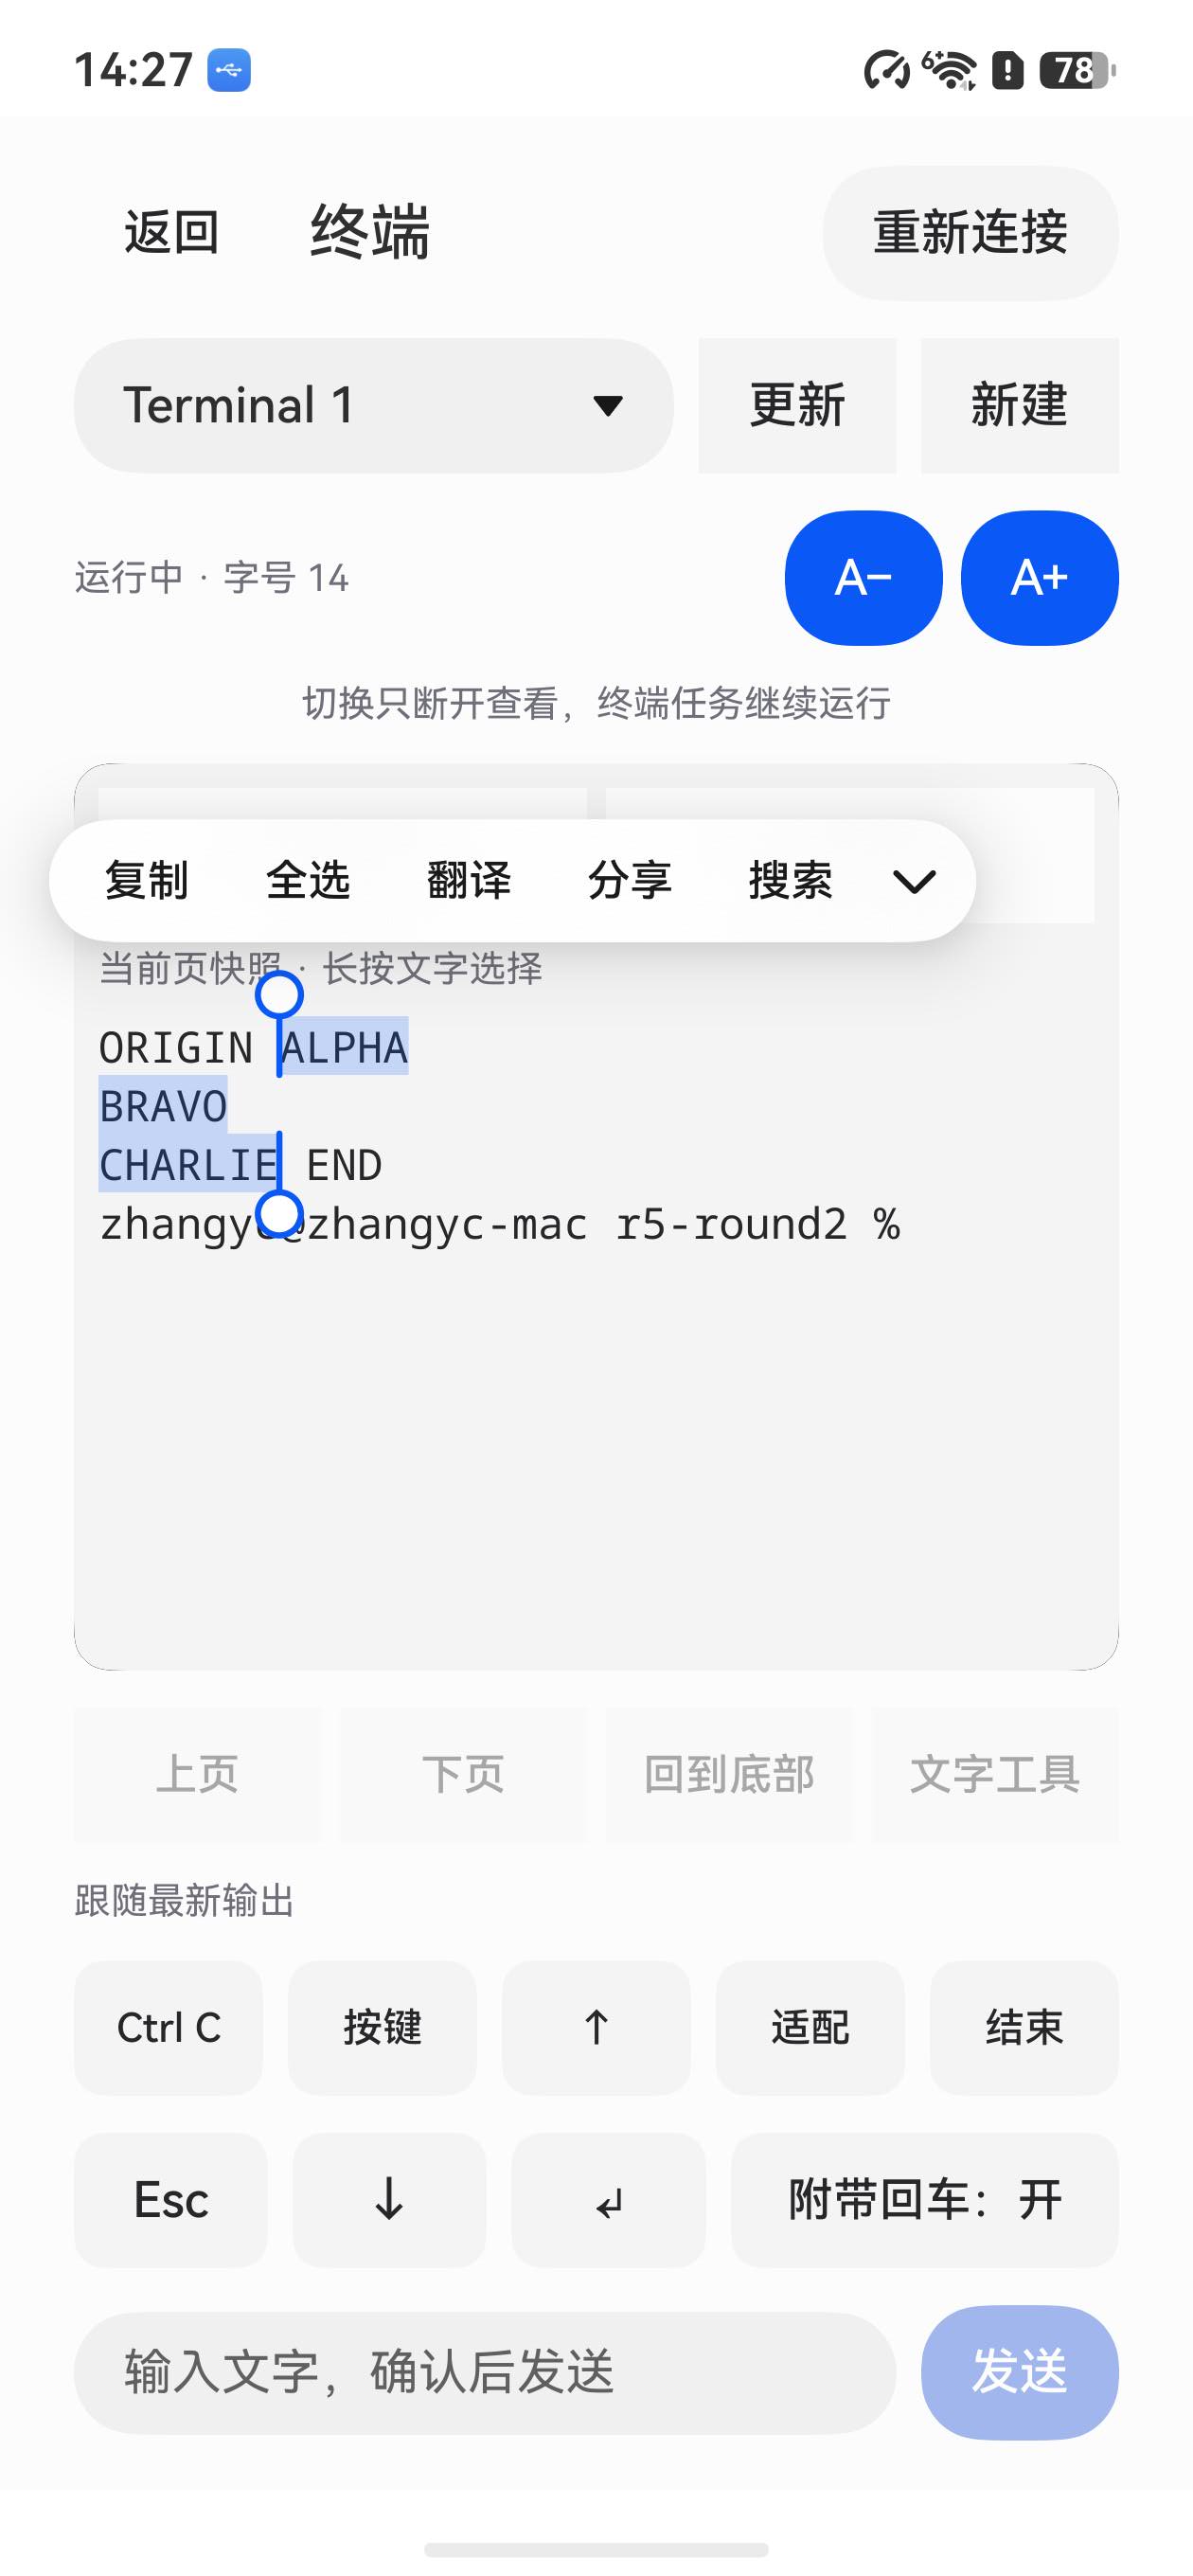 14:27
6+
78
返回 终端 重新连接
Terminal 1 更新 新建
运行中 · 字号 14 A− A+
切换只断开查看，终端任务继续运行
复制 全选 翻译 分享 搜索
当前页快照 · 长按文字选择
ORIGIN ALPHA
BRAVO
CHARLIE END
zhangyc@zhangyc-mac r5-round2 %
上页 下页 回到底部 文字工具
跟随最新输出
Ctrl C 按键 ↑ 适配 结束
Esc ↓ ↲ 附带回车：开
输入文字，确认后发送 发送